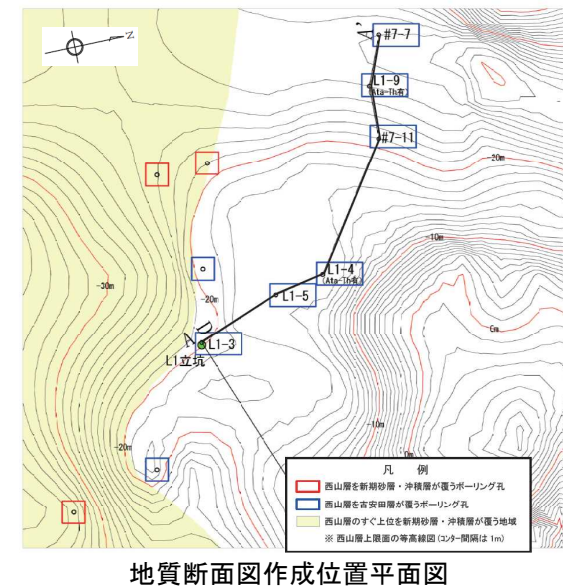 N
A'
#7-7
L1-9
(Ata-Th有)
#7-11
-20m
-10m
L1-4
(Ata-Th有)
-30m
-20m
L1-5
0m
A
D
L1-3
L1立坑
-10m
-20m
0m
凡 例
西山層を新期砂層・沖積層が覆うボーリング孔
西山層を古安田層が覆うボーリング孔
西山層のすぐ上位を新期砂層・沖積層が覆う地域
※ 西山層上限面の等高線図(コンター間隔は 1m)
地質断面図作成位置平面図